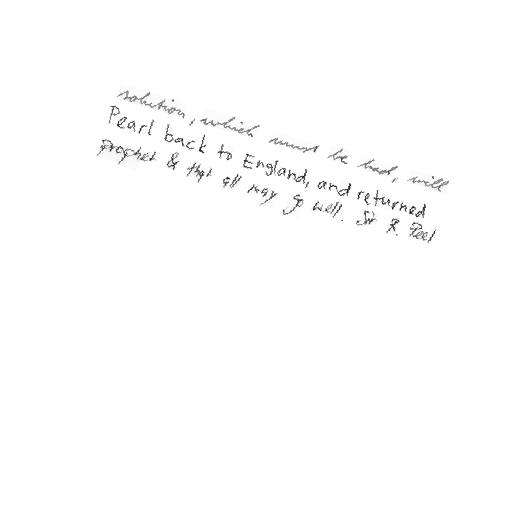 solution, which must be had, will
Pearl back to England, and returned
prophet & that all may go well. Sir R. Peel